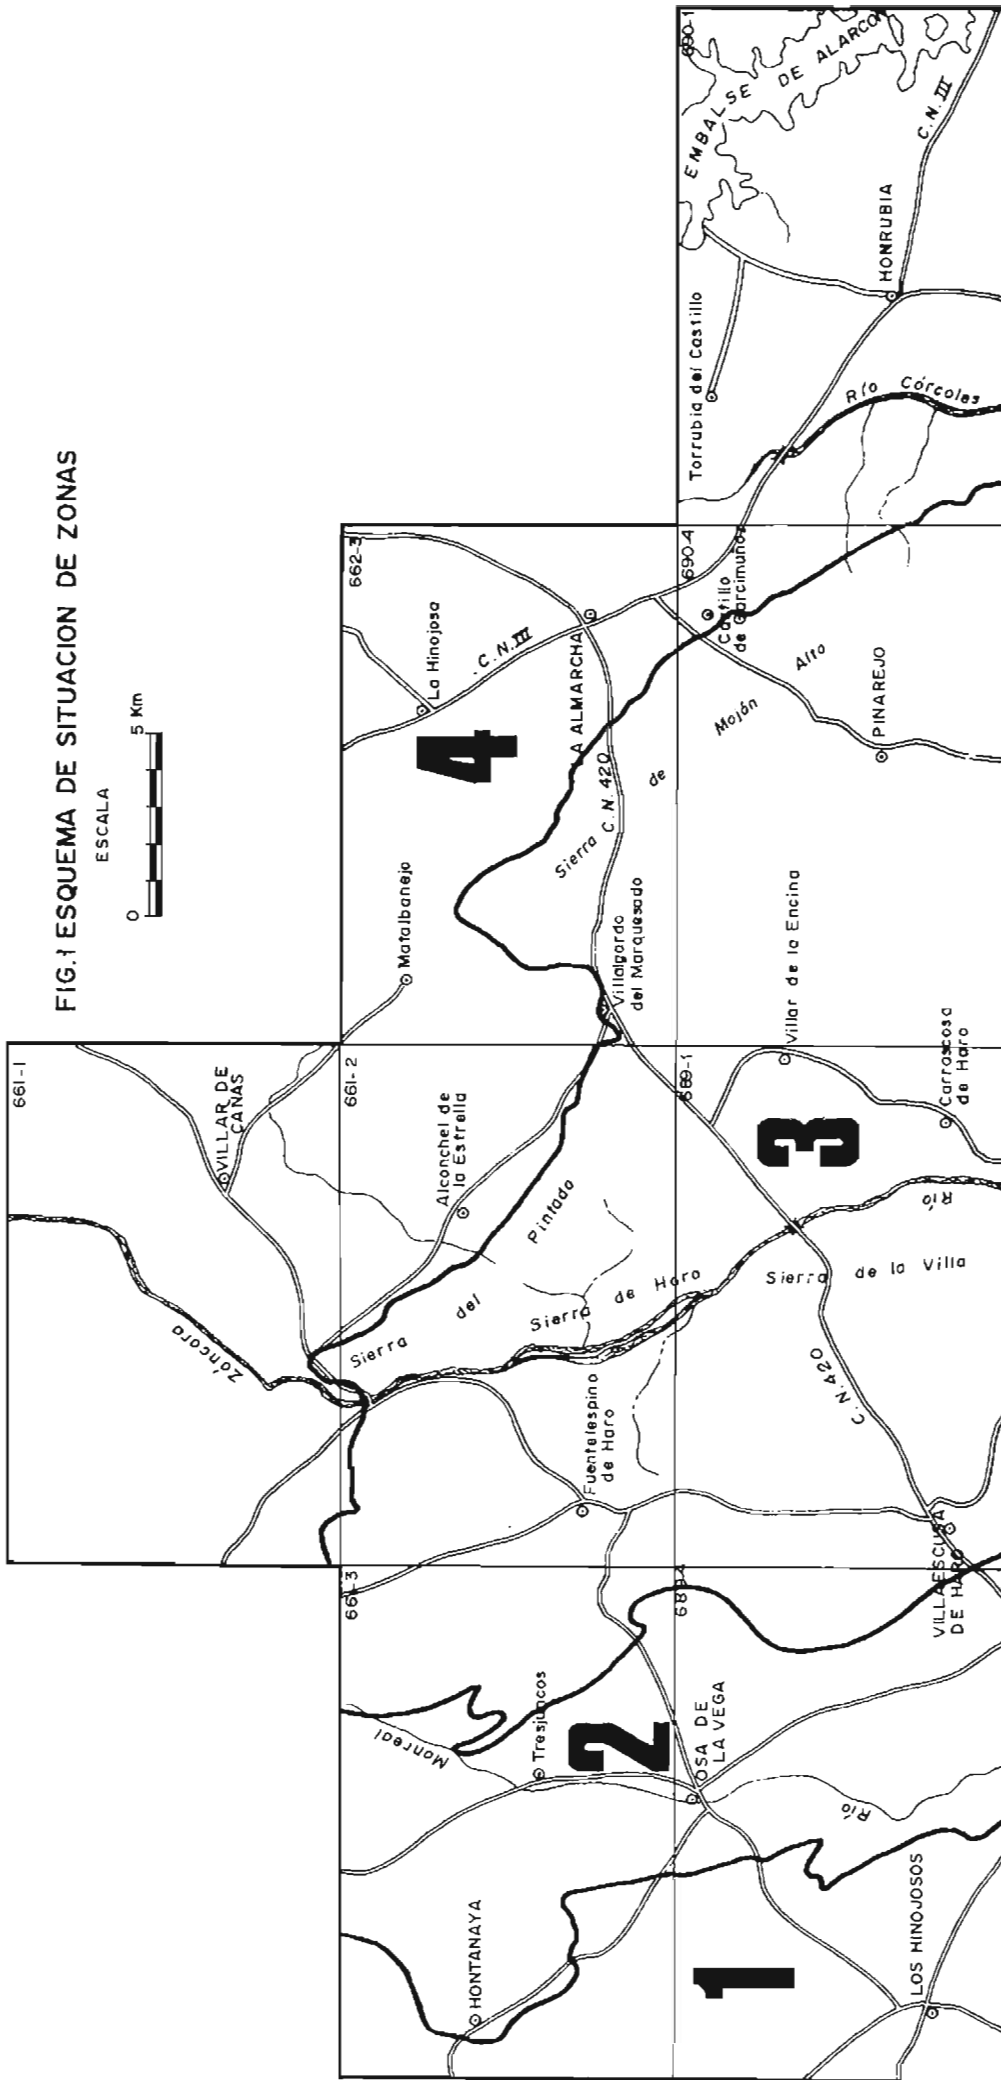 FIG.1 ESQUEMA DE SITUACION DE ZONAS
ESCALA
0 5 Km
661-1
VILLAR DE
CAÑAS
Záncara
661-2
Alconchel de
la Estrella
Sierra del Pintado
Sierra de Haro
Fuentelespino
de Haro
662-3
La Hinojosa
C.N. III
Matalbanejo
4
LA ALMARCHA
C.N. 420
Sierra de Mojón Alto
Villalgordo
del Marquesado
661-3
Monreal
Tresjuncos
2
HONTANAYA
689-4
OSA DE
LA VEGA
Río
1
LOS HINOJOSOS
VILLAESCUSA
DE HARO
689-1
3
Villar de la Encina
Carrascosa
de Haro
Río
Sierra de la Villa
C.N. 420
690-4
Castillo
de Garcimuñoz
PINAREJO
690-1
EMBALSE DE ALARCON
C.N. III
HONRUBIA
Torrubia del Castillo
Río Córcoles